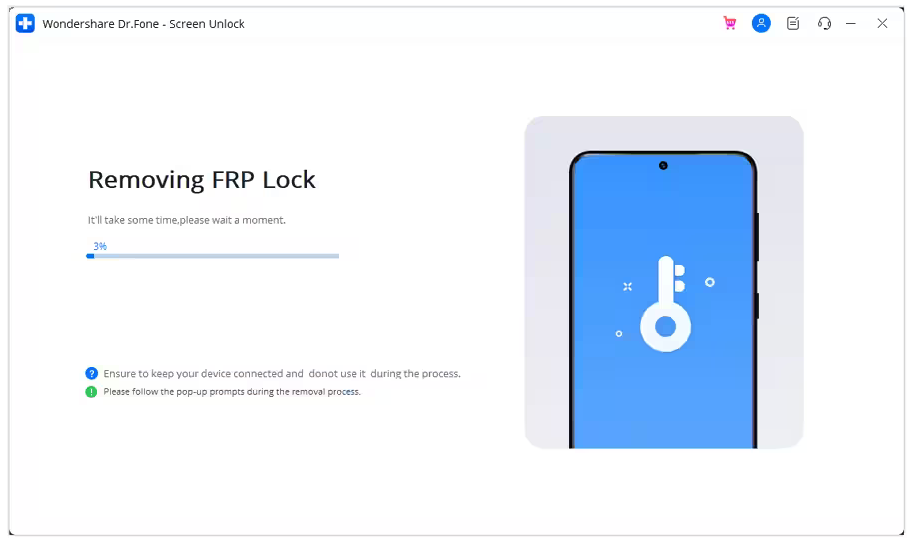 Wondershare Dr.Fone - Screen Unlock
Removing FRP Lock
It'll take some time,please wait a moment.
3%
Ensure to keep your device connected and donot use it during the process.
Please follow the pop-up prompts during the removal process.